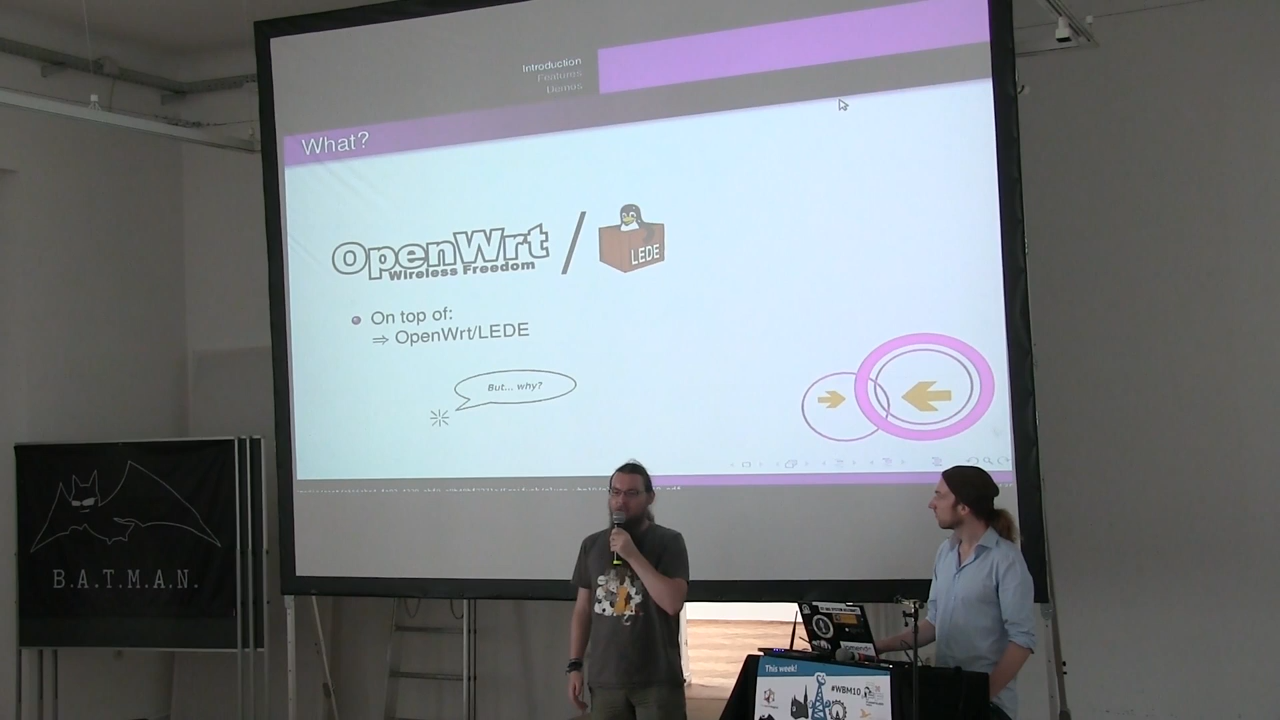 Introduction
Features
Demos
What?
OpenWrt
Wireless Freedom
/
LEDE
On top of:
⇒ OpenWrt/LEDE
But... why?
B.A.T.M.A.N.
This week!
#WBM10